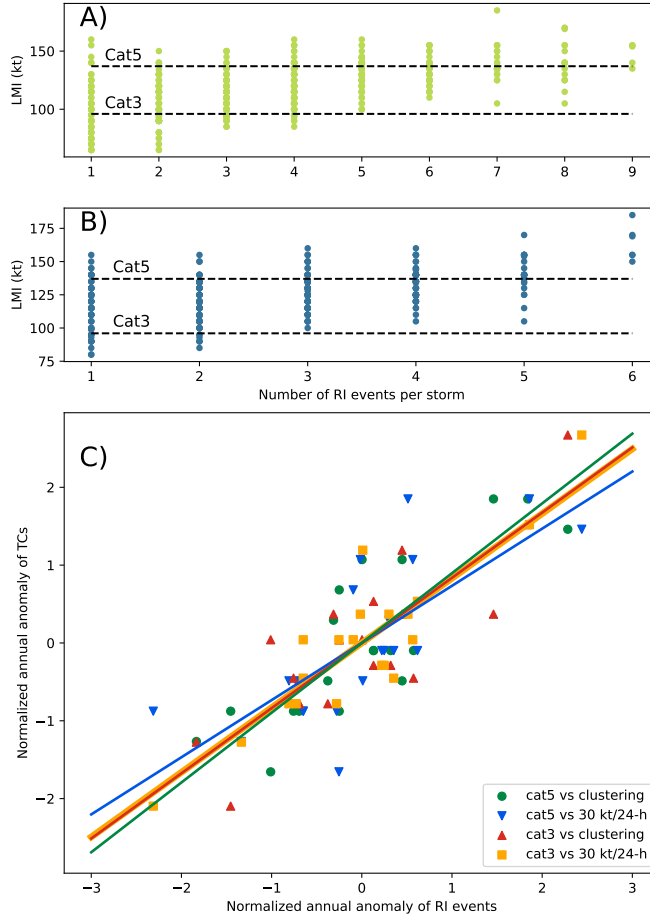 A)
Cat5
Cat3
LMI (kt)
150
100
1 2 3 4 5 6 7 8 9
B)
Cat5
Cat3
LMI (kt)
175
150
125
100
75
1 2 3 4 5 6
Number of RI events per storm
C)
Normalized annual anomaly of TCs
2
1
0
−1
−2
cat5 vs clustering
cat5 vs 30 kt/24-h
cat3 vs clustering
cat3 vs 30 kt/24-h
−3 −2 −1 0 1 2 3
Normalized annual anomaly of RI events